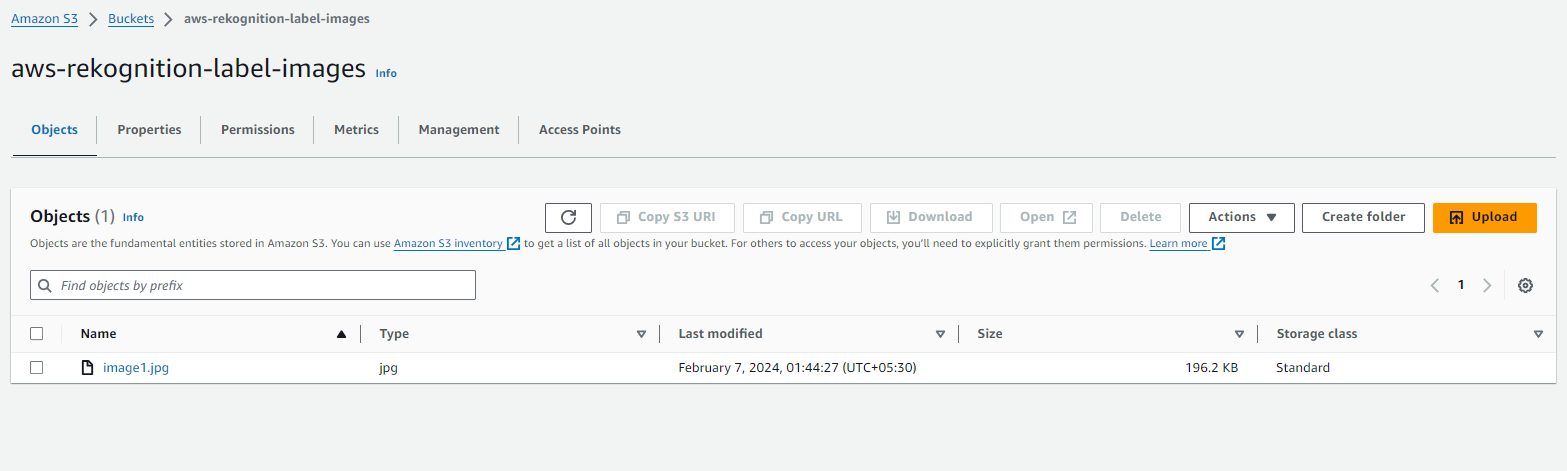 Amazon S3 > Buckets > aws-rekognition-label-images
aws-rekognition-label-images Info
Objects Properties Permissions Metrics Management Access Points
Objects (1) Info Copy S3 URI Copy URL Download Open Delete Actions Create folder Upload
Objects are the fundamental entities stored in Amazon S3. You can use Amazon S3 inventory to get a list of all objects in your bucket. For others to access your objects, you'll need to explicitly grant them permissions. Learn more
Find objects by prefix 1
Name Type Last modified Size Storage class
image1.jpg jpg February 7, 2024, 01:44:27 (UTC+05:30) 196.2 KB Standard